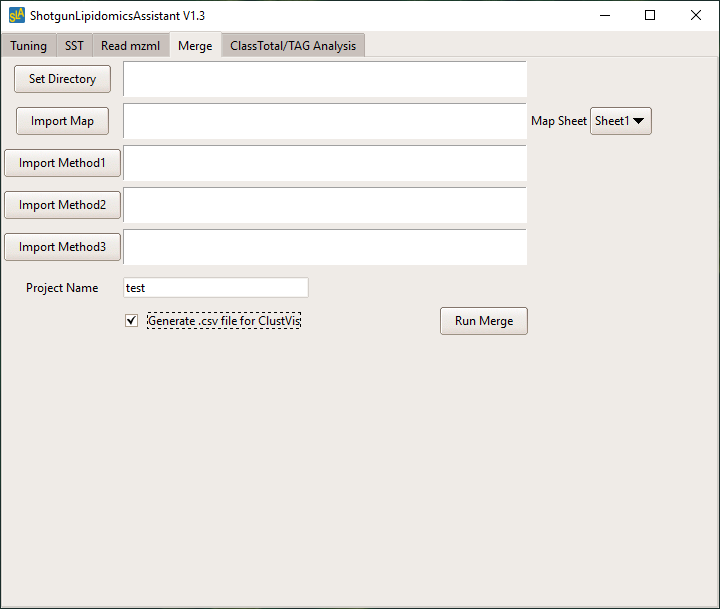 SLA ShotgunLipidomicsAssistant V1.3
Tuning SST Read mzml Merge ClassTotal/TAG Analysis
Set Directory
Import Map Map Sheet Sheet1
Import Method1
Import Method2
Import Method3
Project Name test
Generate .csv file for ClustVis Run Merge